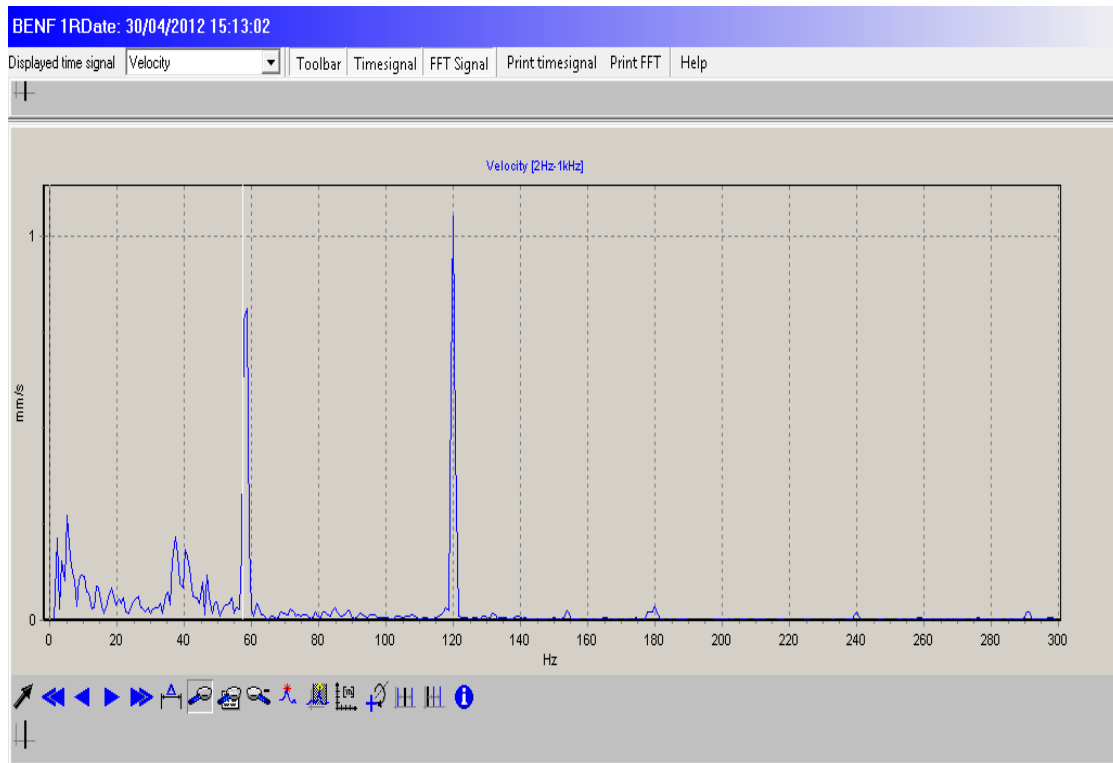 BENF 1RDate: 30/04/2012 15:13:02
Displayed time signal Velocity Toolbar Timesignal FFT Signal Print timesignal Print FFT Help
Velocity [2Hz-1kHz]
1
mm/s
0
0 20 40 60 80 100 120 140 160 180 200 220 240 260 280 300
Hz
[m]